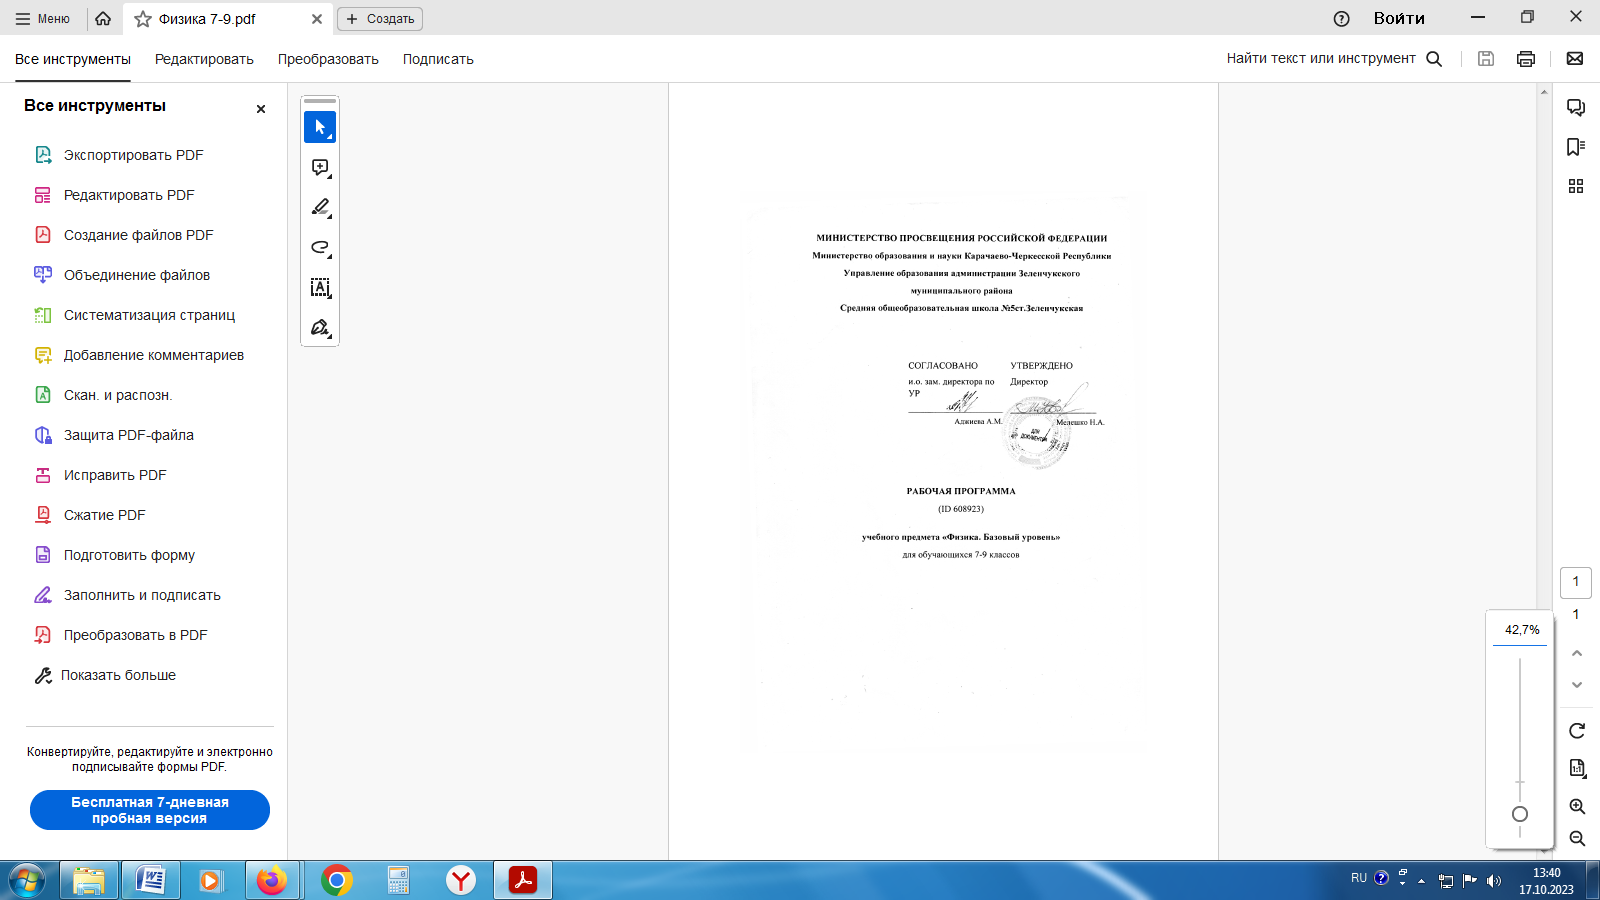 Меню
Физика 7-9.pdf
Создать
Войти
Все инструменты
Редактировать
Преобразовать
Подписать
Найти текст или инструмент
Все инструменты
Экспортировать PDF
Редактировать PDF
Создание файлов PDF
Объединение файлов
Систематизация страниц
Добавление комментариев
Скан. и распозн.
Защита PDF-файла
Исправить PDF
Сжатие PDF
Подготовить форму
Заполнить и подписать
Преобразовать в PDF
Показать больше
Конвертируйте, редактируйте и электронно
подписывайте формы PDF.
Бесплатная 7-дневная
пробная версия
МИНИСТЕРСТВО ПРОСВЕЩЕНИЯ РОССИЙСКОЙ ФЕДЕРАЦИИ
Министерство образования и науки Карачаево-Черкесской Республики
Управление образования администрации Зеленчукского
муниципального района
Средняя общеобразовательная школа №5ст.Зеленчукская
СОГЛАСОВАНО
и.о. зам. директора по
УР
Аджиева А.М.
УТВЕРЖДЕНО
Директор
Мелешко Н.А.
ДЛЯ
ДОКУМЕНТОВ
РАБОЧАЯ ПРОГРАММА
(ID 608923)
учебного предмета «Физика. Базовый уровень»
для обучающихся 7-9 классов
1
1
42,7%
1:1
RU
13:40
17.10.2023